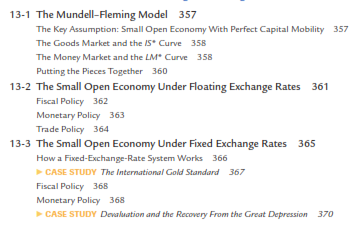 13-1 The Mundell–Fleming Model 357
The Key Assumption: Small Open Economy With Perfect Capital Mobility 357
The Goods Market and the IS* Curve 358
The Money Market and the LM* Curve 358
Putting the Pieces Together 360
13-2 The Small Open Economy Under Floating Exchange Rates 361
Fiscal Policy 362
Monetary Policy 363
Trade Policy 364
13-3 The Small Open Economy Under Fixed Exchange Rates 365
How a Fixed-Exchange-Rate System Works 366
▶ CASE STUDY The International Gold Standard 367
Fiscal Policy 368
Monetary Policy 368
▶ CASE STUDY Devaluation and the Recovery From the Great Depression 370